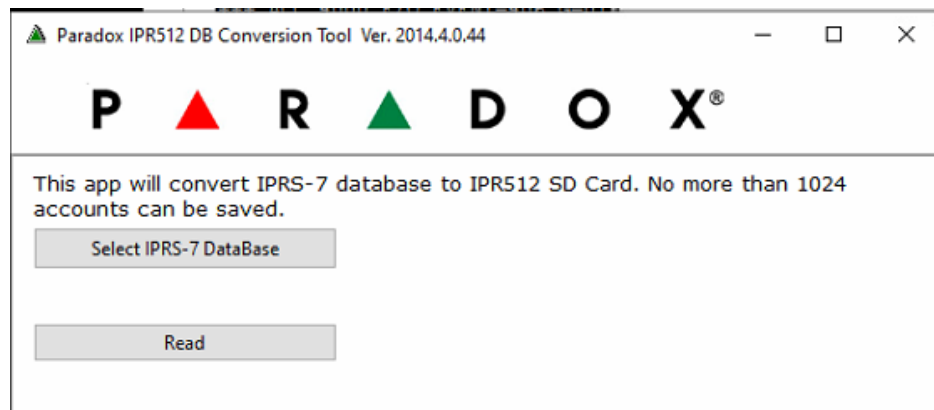 Paradox IPR512 DB Conversion Tool Ver. 2014.4.0.44
P▲R▲DOX®
This app will convert IPRS-7 database to IPR512 SD Card. No more than 1024
accounts can be saved.
Select IPRS-7 DataBase
Read